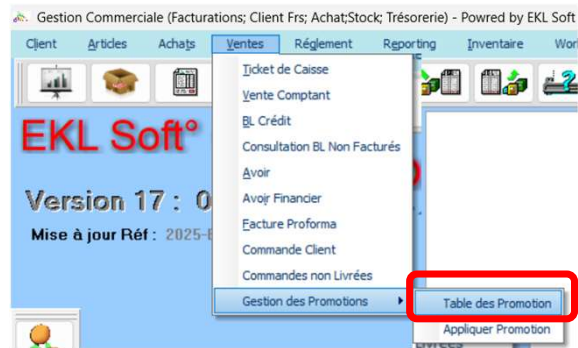 Gestion Commerciale (Facturations; Client Frs; Achat;Stock; Trésorerie) - Powred by EKL Soft
Client Articles Achats Ventes Réglement Reporting Inventaire
Ticket de Caisse
Vente Comptant
EKL Soft°
BL Crédit
Consultation BL Non Facturés
Avoir
Version 17 : 0
Avoir Financier
Facture Proforma
Mise à jour Réf : 2025-
Commande Client
Commandes non Livrées
Gestion des Promotions
Table des Promotion
Appliquer Promotion